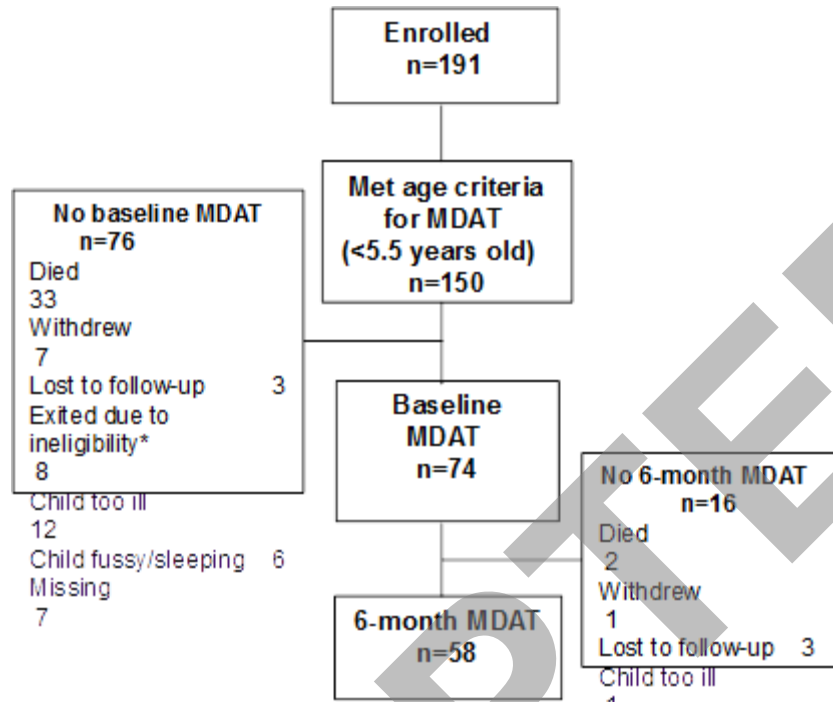 Enrolled
n=191
Met age criteria
for MDAT
(<5.5 years old)
n=150
No baseline MDAT
n=76
Died
33
Withdrew
7
Lost to follow-up 3
Exited due to
ineligibility*
8
Child too ill
12
Child fussy/sleeping 6
Missing
7
Baseline
MDAT
n=74
No 6-month MDAT
n=16
Died
2
Withdrew
1
Lost to follow-up 3
Child too ill
6-month MDAT
n=58